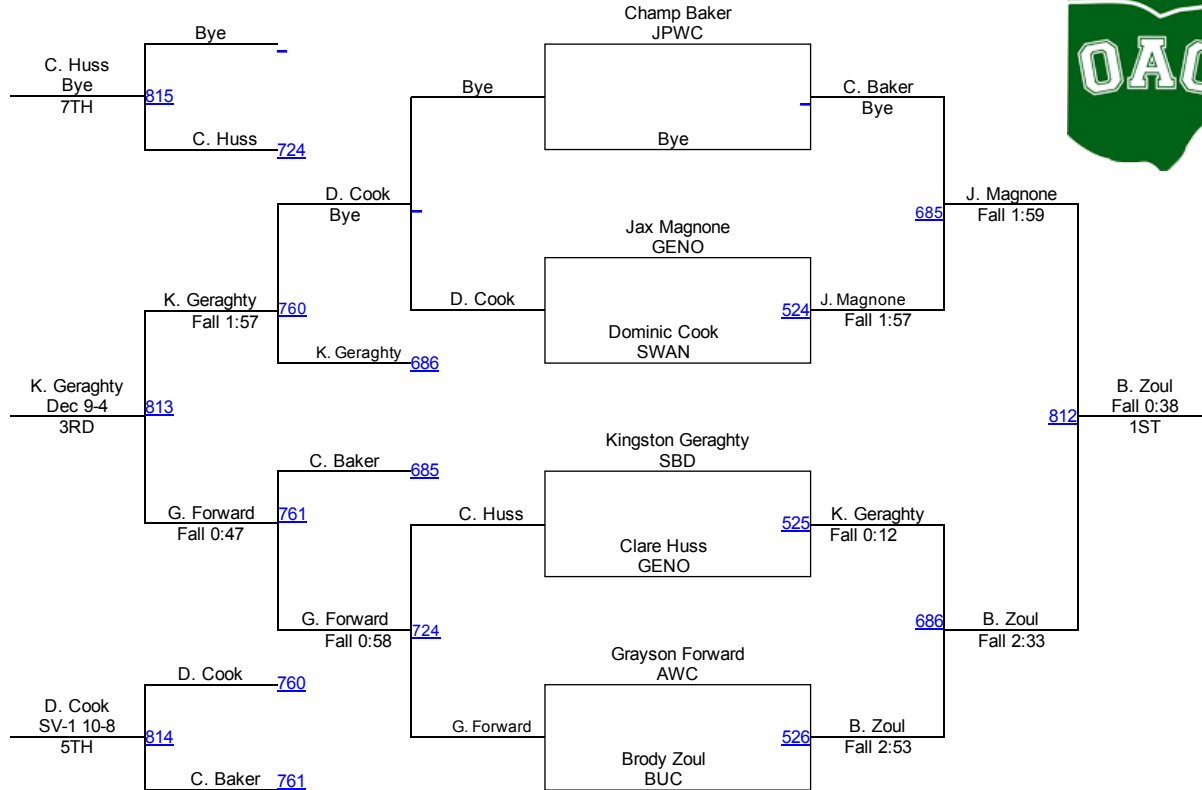 Champ Baker
JPWC
Bye
C. Huss
Bye
7TH
815
C. Huss
724
Bye
Bye
C. Baker
Bye
D. Cook
Bye
Jax Magnone
GENO
685
J. Magnone
Fall 1:59
K. Geraghty
Fall 1:57
760
D. Cook
Dominic Cook
SWAN
524
J. Magnone
Fall 1:57
K. Geraghty
686
K. Geraghty
Dec 9-4
3RD
813
B. Zoul
Fall 0:38
1ST
812
C. Baker
685
Kingston Geraghty
SBD
G. Forward
Fall 0:47
761
C. Huss
Clare Huss
GENO
525
K. Geraghty
Fall 0:12
G. Forward
Fall 0:58
724
686
B. Zoul
Fall 2:33
Grayson Forward
AWC
D. Cook
760
D. Cook
SV-1 10-8
5TH
814
G. Forward
Brody Zoul
BUC
526
B. Zoul
Fall 2:53
C. Baker
761